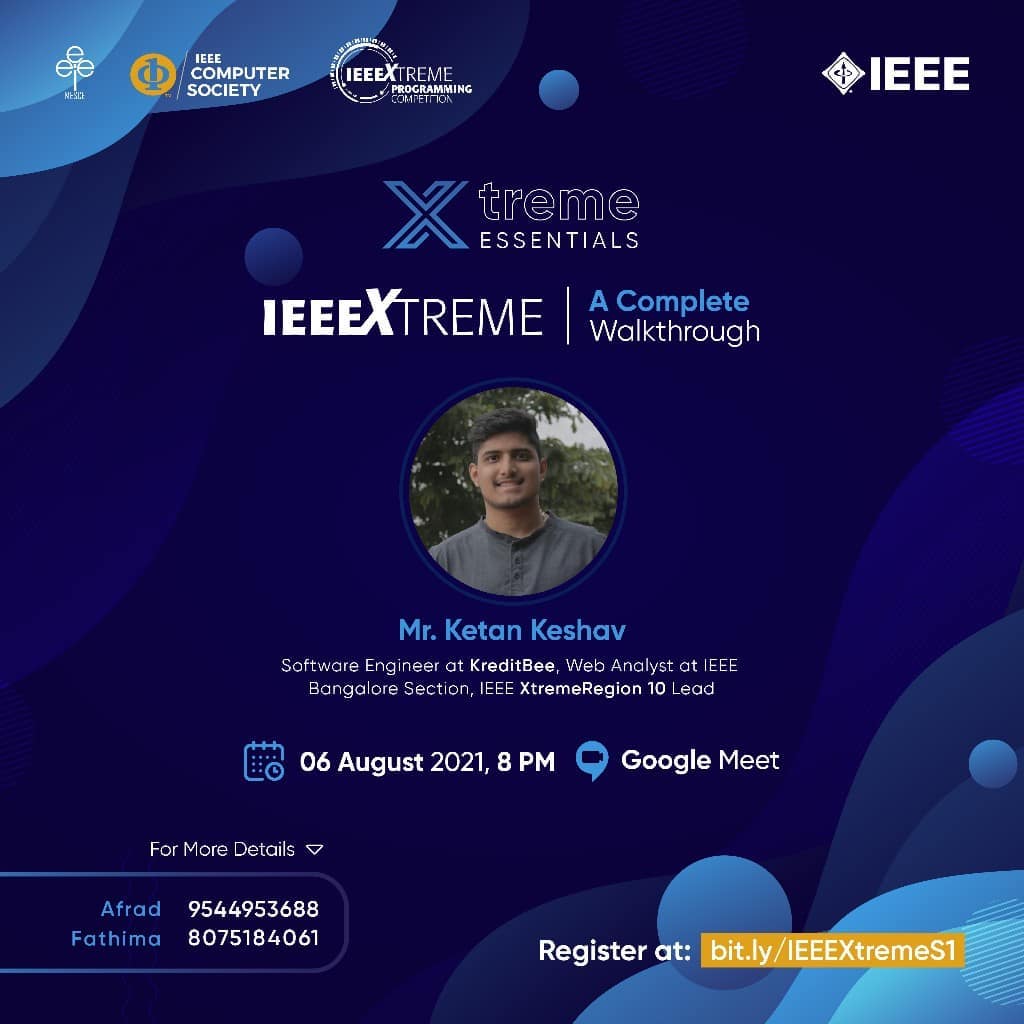 MESCE
IEEE
COMPUTER
SOCIETY
IEEEXTREME
PROGRAMMING
COMPETITION
IEEE
Xtreme
ESSENTIALS
IEEEXTREME
A Complete
Walkthrough
Mr. Ketan Keshav
Software Engineer at KreditBee, Web Analyst at IEEE
Bangalore Section, IEEE XtremeRegion 10 Lead
06 August 2021, 8 PM
Google Meet
For More Details
Afrad 9544953688
Fathima 8075184061
Register at: bit.ly/IEEEXtremeS1